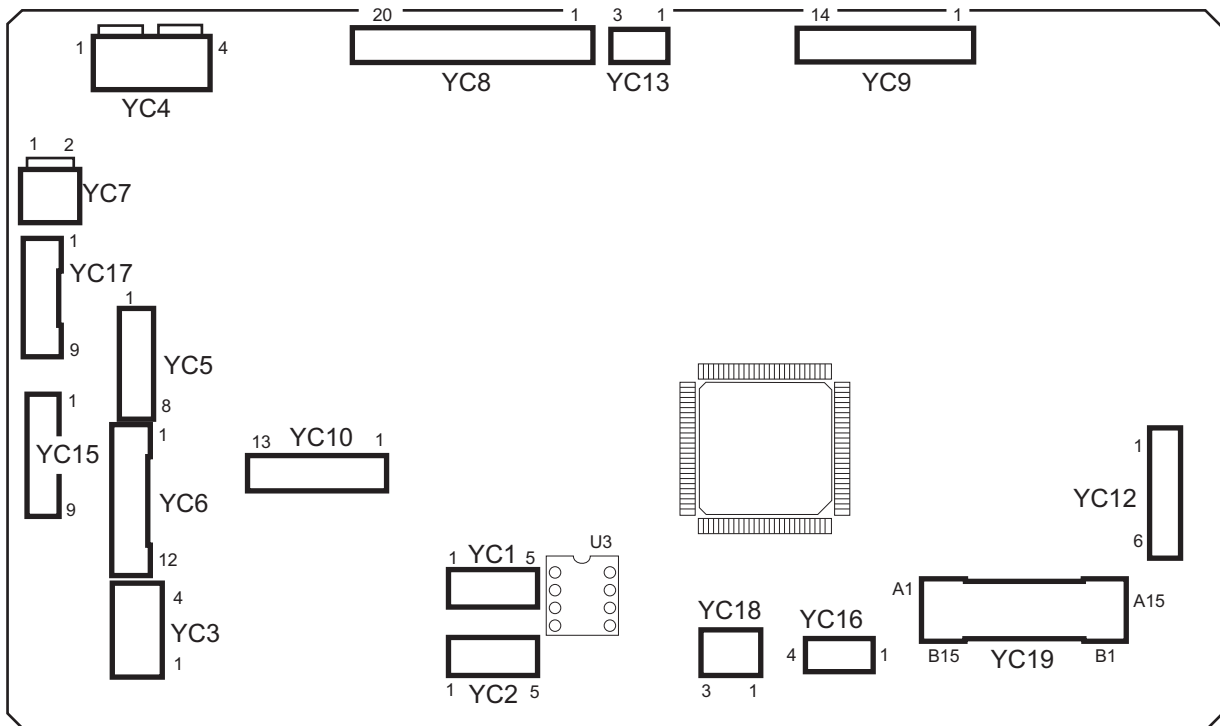 20 1 3 1 14 1
1 4
YC8 YC13 YC9
YC4
1 2
YC7
1
YC17
9
1
YC5
8
1
YC15
9
1
YC6
12
13 YC10 1
4
YC3
1
1 YC1 5
U3
YC2
1 5
YC18
3 1
YC16
4 1
1
YC12
6
A1 A15
B15 YC19 B1